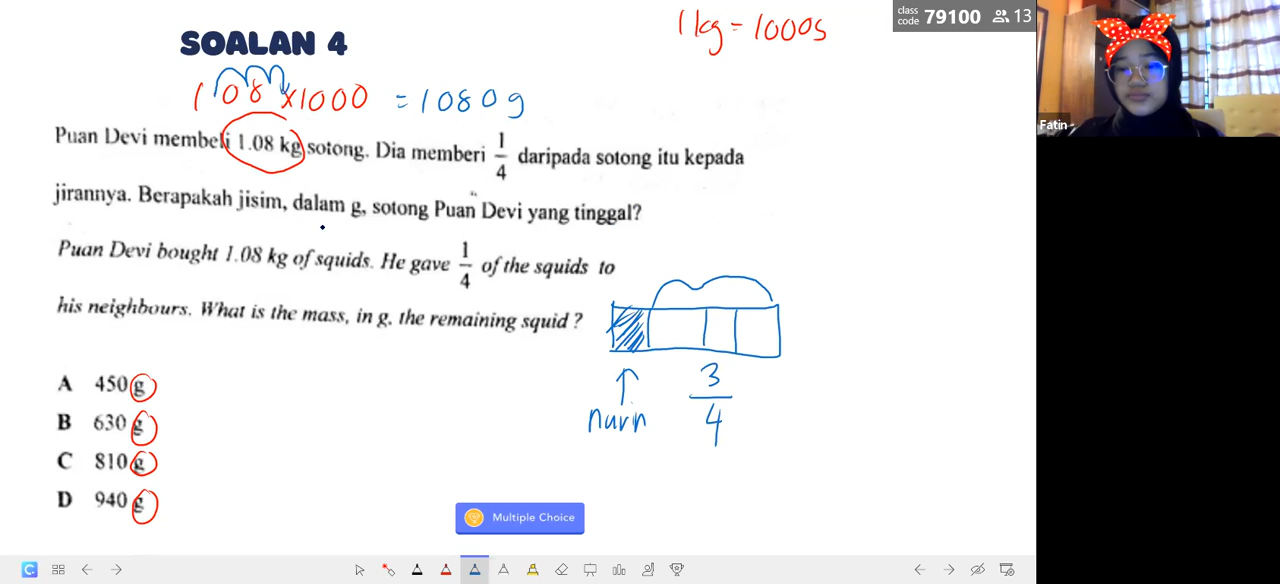 class code 79100 13
1kg = 1000g
SOALAN 4
1.08 x1000 = 1080g
Puan Devi membeli 1.08 kg sotong. Dia memberi 1/4 daripada sotong itu kepada
jirannya. Berapakah jisim, dalam g, sotong Puan Devi yang tinggal?
Puan Devi bought 1.08 kg of squids. He gave 1/4 of the squids to
his neighbours. What is the mass, in g, the remaining squid ?
A 450 g
B 630 g
C 810 g
D 940 g
3/4
Multiple Choice
Fatin